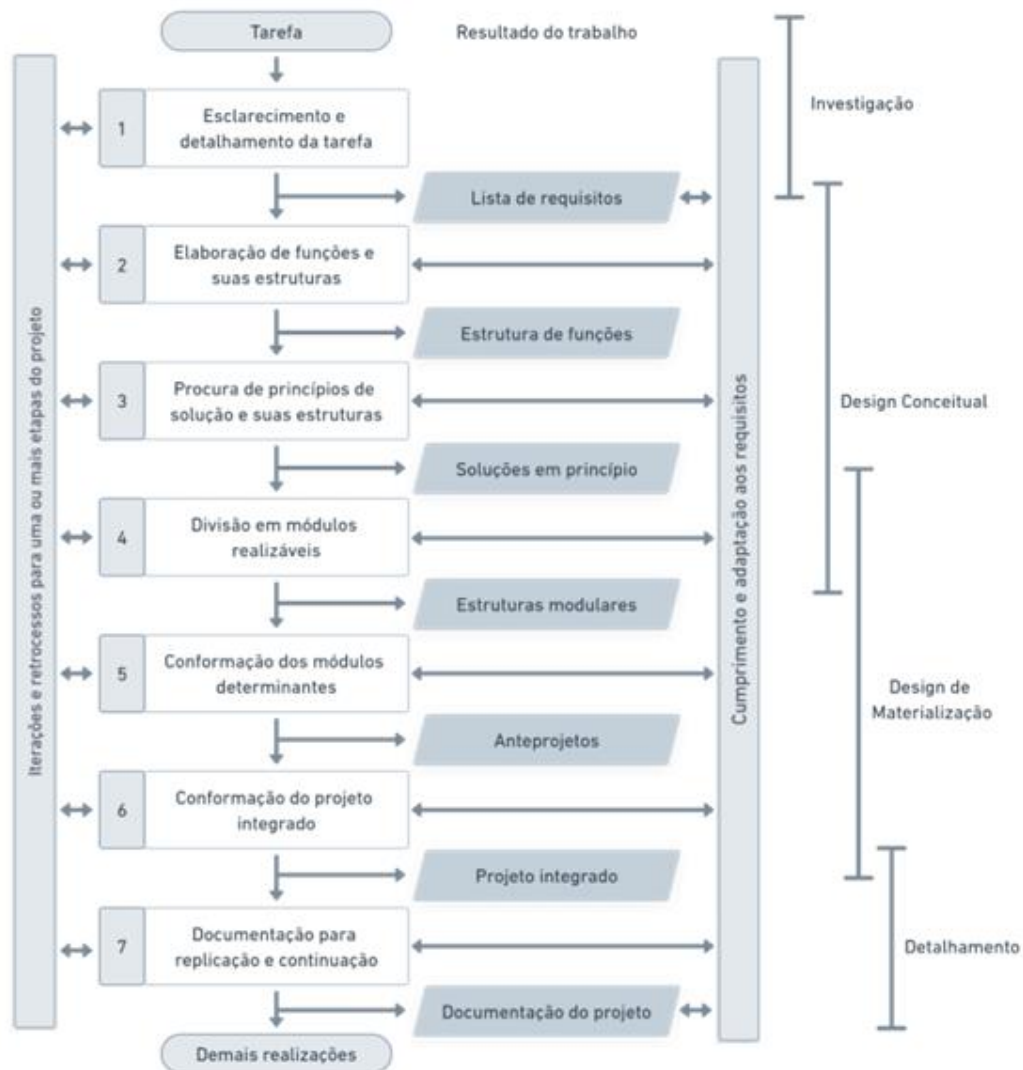 Tarefa
Resultado do trabalho
Investigação
1
Esclarecimento e
detalhamento da tarefa
Lista de requisitos
2
Elaboração de funções e
suas estruturas
Estrutura de funções
3
Procura de princípios de
solução e suas estruturas
Design Conceitual
Soluções em princípio
4
Divisão em módulos
realizáveis
Estruturas modulares
5
Conformação dos módulos
determinantes
Design de
Materialização
Anteprojetos
6
Conformação do projeto
integrado
Projeto integrado
7
Documentação para
replicação e continuação
Detalhamento
Documentação do projeto
Demais realizações
Iterações e retrocessos para uma ou mais etapas do projeto
Cumprimento e adaptação aos requisitos